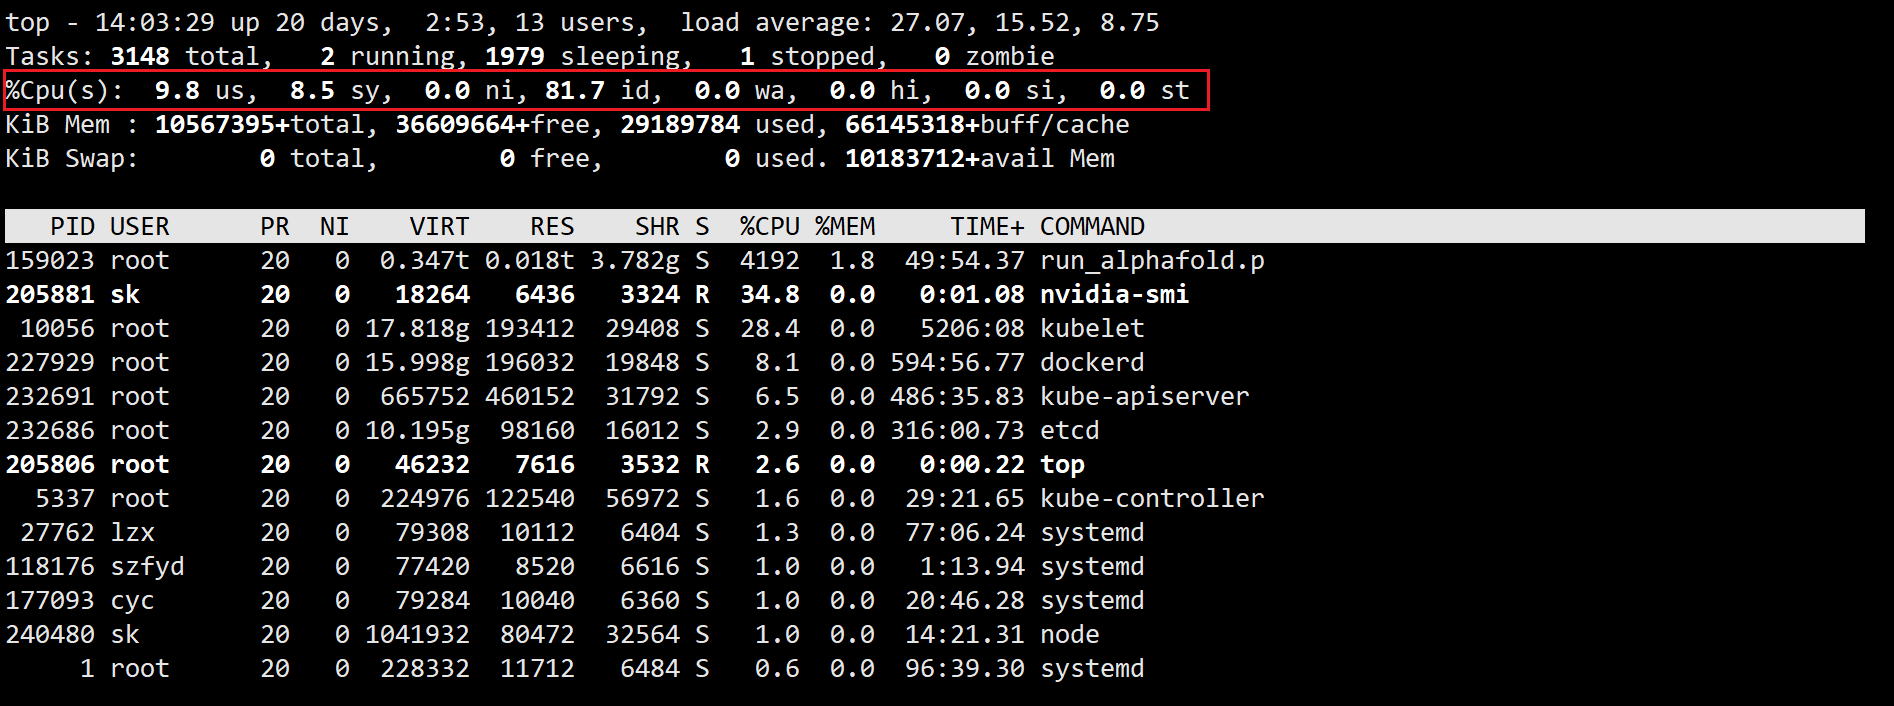 top - 14:03:29 up 20 days,  2:53, 13 users,  load average: 27.07, 15.52, 8.75
Tasks: 3148 total,   2 running, 1979 sleeping,   1 stopped,   0 zombie
%Cpu(s):  9.8 us,  8.5 sy,  0.0 ni, 81.7 id,  0.0 wa,  0.0 hi,  0.0 si,  0.0 st
KiB Mem : 10567395+total, 36609664+free, 29189784 used, 66145318+buff/cache
KiB Swap:        0 total,        0 free,        0 used. 10183712+avail Mem
   PID USER      PR  NI    VIRT    RES    SHR S  %CPU %MEM     TIME+ COMMAND
159023 root      20   0  0.347t 0.018t 3.782g S  4192  1.8  49:54.37 run_alphafold.p
205881 sk        20   0   18264   6436   3324 R  34.8  0.0   0:01.08 nvidia-smi
 10056 root      20   0 17.818g 193412  29408 S  28.4  0.0   5206:08 kubelet
227929 root      20   0 15.998g 196032  19848 S   8.1  0.0 594:56.77 dockerd
232691 root      20   0  665752 460152  31792 S   6.5  0.0 486:35.83 kube-apiserver
232686 root      20   0 10.195g  98160  16012 S   2.9  0.0 316:00.73 etcd
205806 root      20   0   46232   7616   3532 R   2.6  0.0   0:00.22 top
  5337 root      20   0  224976 122540  56972 S   1.6  0.0  29:21.65 kube-controller
 27762 lzx       20   0   79308  10112   6404 S   1.3  0.0  77:06.24 systemd
118176 szfyd     20   0   77420   8520   6616 S   1.0  0.0   1:13.94 systemd
177093 cyc       20   0   79284  10040   6360 S   1.0  0.0  20:46.28 systemd
240480 sk        20   0 1041932  80472  32564 S   1.0  0.0  14:21.31 node
     1 root      20   0  228332  11712   6484 S   0.6  0.0  96:39.30 systemd